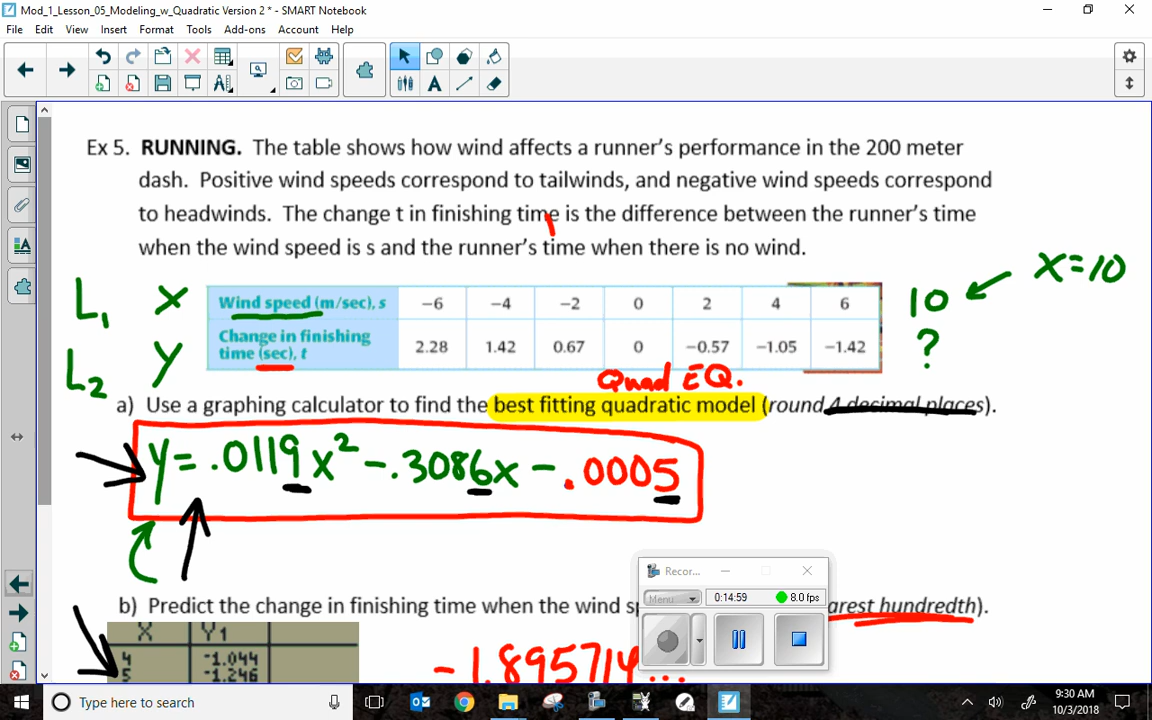 Mod_1_Lesson_05_Modeling_w_Quadratic Version 2 * - SMART Notebook
File Edit View Insert Format Tools Add-ons Account Help
Ex 5. RUNNING. The table shows how wind affects a runner's performance in the 200 meter
dash. Positive wind speeds correspond to tailwinds, and negative wind speeds correspond
to headwinds. The change t in finishing time is the difference between the runner's time
when the wind speed is s and the runner's time when there is no wind.
x=10
L1 X Wind speed (m/sec), s −6 −4 −2 0 2 4 6 10
L2 y Change in finishing time (sec), t 2.28 1.42 0.67 0 −0.57 −1.05 −1.42 ?
Quad EQ.
a) Use a graphing calculator to find the best fitting quadratic model (round 4 decimal places).
y = .0119x² - .3086x - .0005
Recor...
Menu 0:14:59 8.0 fps
b) Predict the change in finishing time when the wind arest hundredth).
X Y1
4 -1.044
5 -1.246
-1.895714...
Type here to search
9:30 AM
10/3/2018